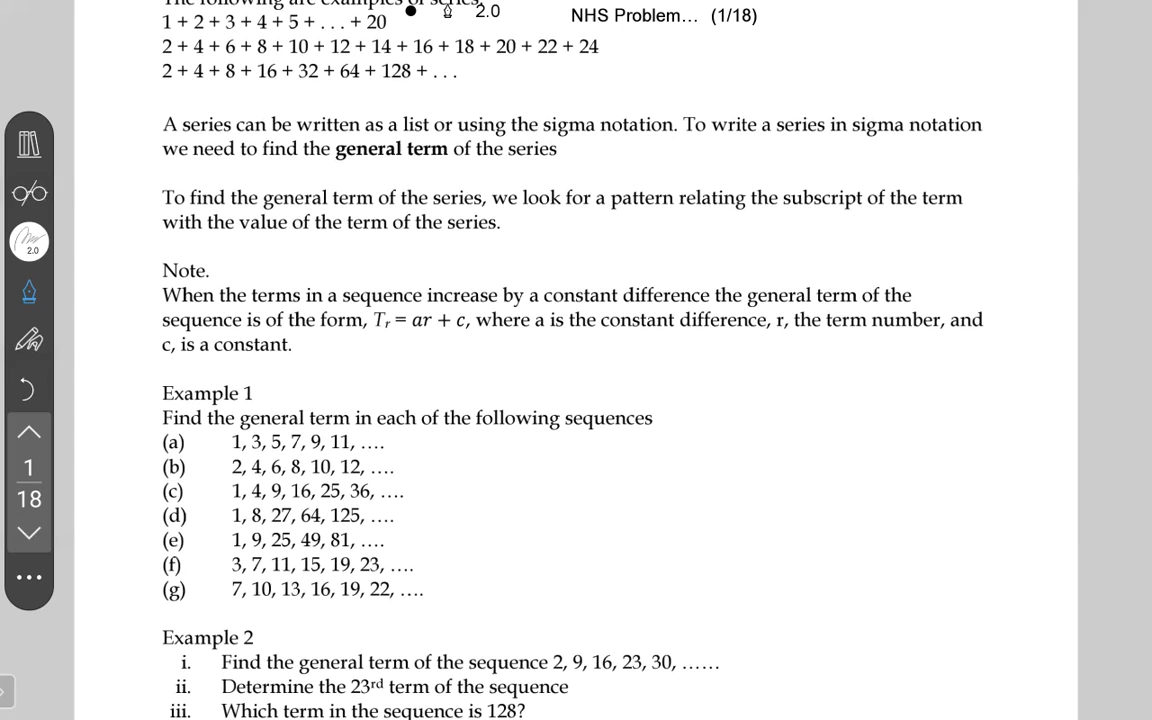 The following are examples of series.
2.0
NHS Problem... (1/18)
1 + 2 + 3 + 4 + 5 + . . . + 20
2 + 4 + 6 + 8 + 10 + 12 + 14 + 16 + 18 + 20 + 22 + 24
2 + 4 + 8 + 16 + 32 + 64 + 128 + . . .
A series can be written as a list or using the sigma notation. To write a series in sigma notation
we need to find the general term of the series
To find the general term of the series, we look for a pattern relating the subscript of the term
with the value of the term of the series.
Note.
When the terms in a sequence increase by a constant difference the general term of the
sequence is of the form, Tᵣ = ar + c, where a is the constant difference, r, the term number, and
c, is a constant.
Example 1
Find the general term in each of the following sequences
(a) 1, 3, 5, 7, 9, 11, ….
(b) 2, 4, 6, 8, 10, 12, ….
(c) 1, 4, 9, 16, 25, 36, ….
(d) 1, 8, 27, 64, 125, ….
(e) 1, 9, 25, 49, 81, ….
(f) 3, 7, 11, 15, 19, 23, ….
(g) 7, 10, 13, 16, 19, 22, ….
Example 2
i. Find the general term of the sequence 2, 9, 16, 23, 30, ……
ii. Determine the 23rd term of the sequence
iii. Which term in the sequence is 128?
2.0
1
18